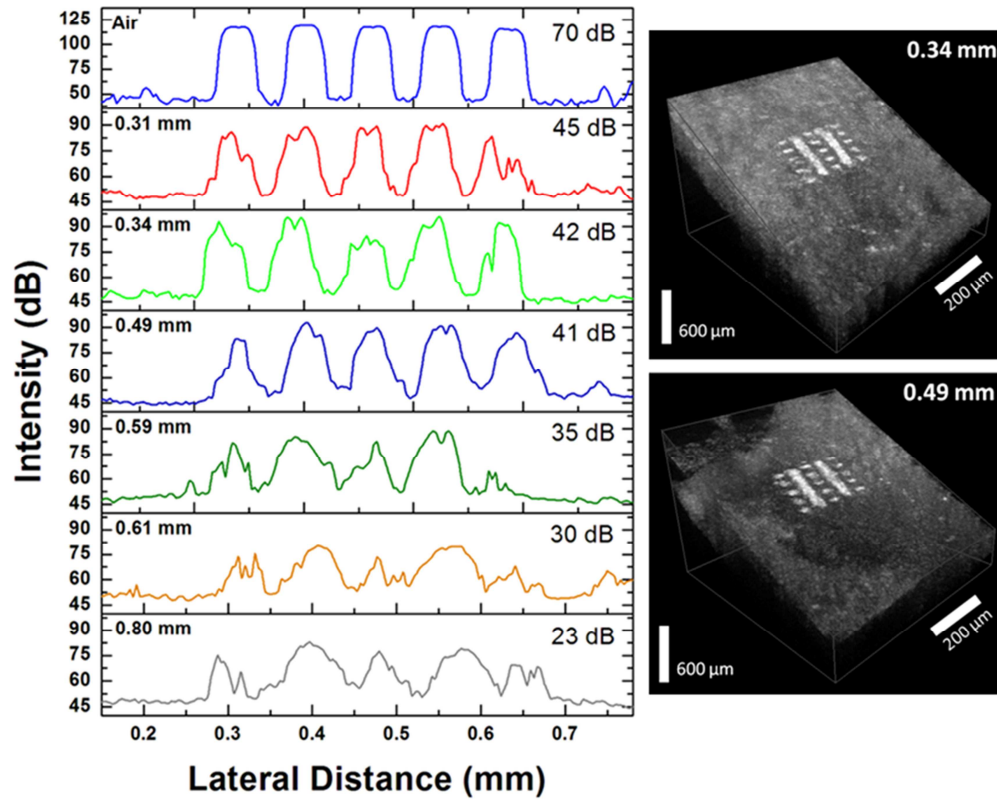 Intensity (dB)
125
100
75
50
Air
70 dB
90
75
60
45
0.31 mm
45 dB
90
75
60
45
0.34 mm
42 dB
90
75
60
45
0.49 mm
41 dB
90
75
60
45
0.59 mm
35 dB
90
75
60
45
0.61 mm
30 dB
90
75
60
45
0.80 mm
23 dB
0.2 0.3 0.4 0.5 0.6 0.7
Lateral Distance (mm)
0.34 mm
200 µm
600 µm
0.49 mm
200 µm
600 µm